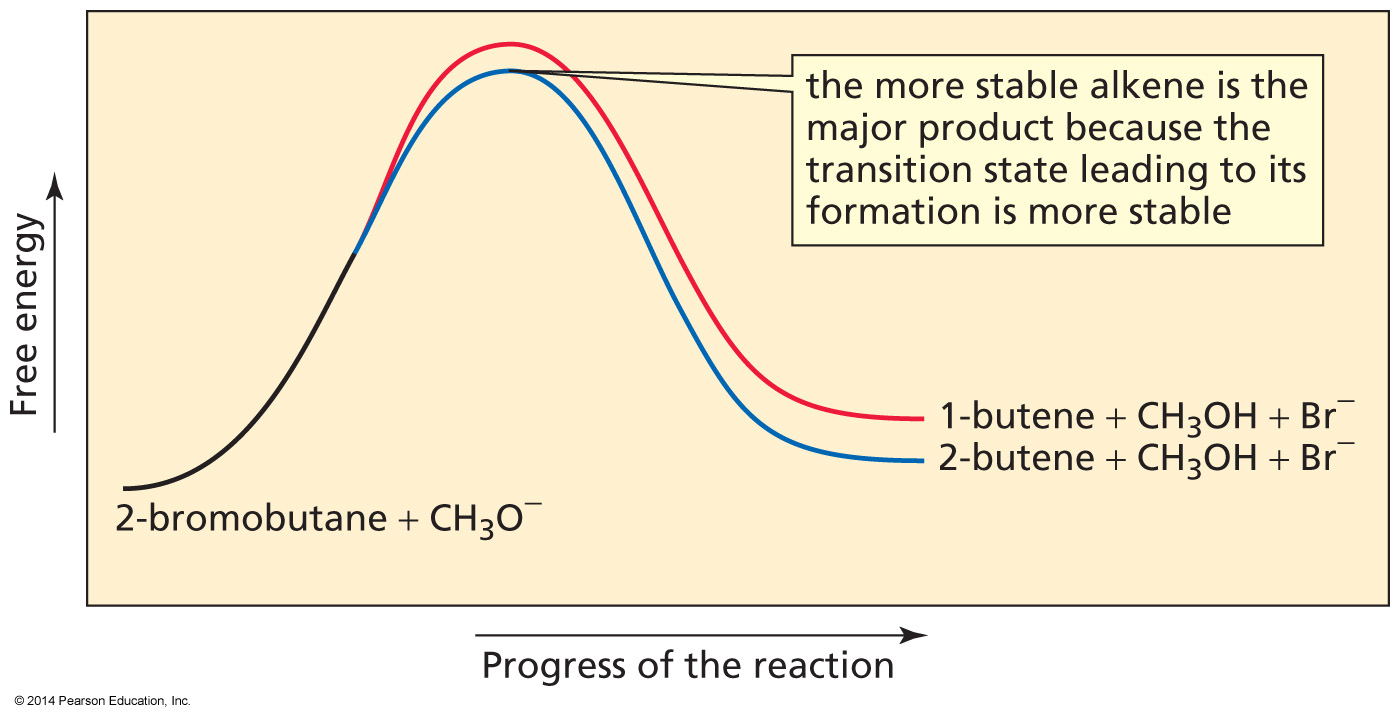 the more stable alkene is the
major product because the
transition state leading to its
formation is more stable
Free energy
1-butene + CH₃OH + Br⁻
2-butene + CH₃OH + Br⁻
2-bromobutane + CH₃O⁻
Progress of the reaction
© 2014 Pearson Education, Inc.